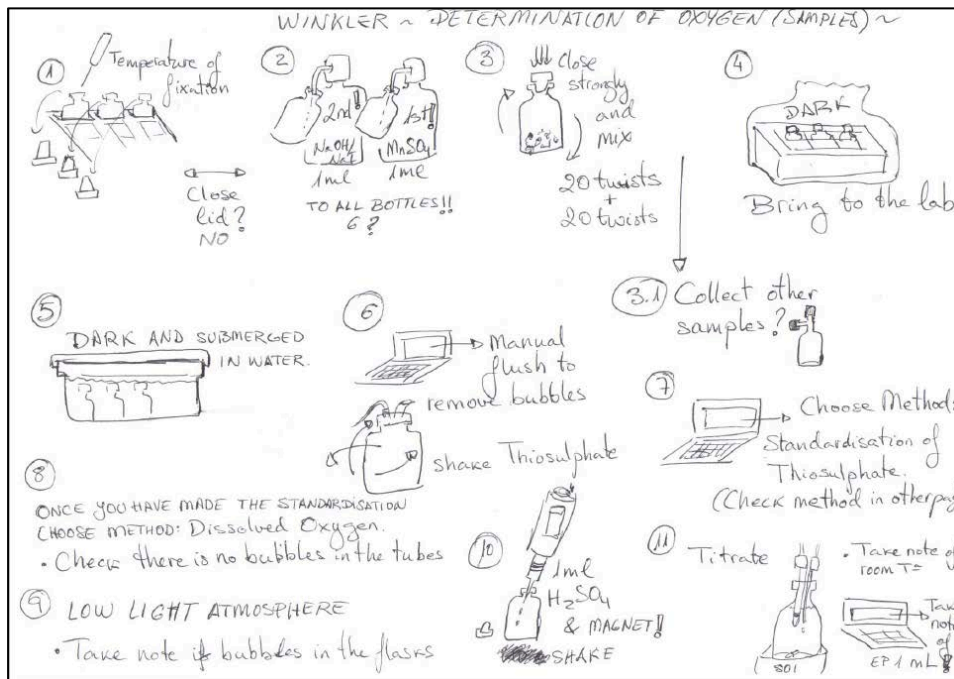 WINKLER ~ DETERMINATION OF OXYGEN (SAMPLES) ~
1
Temperature of
fixation
Close
lid?
NO
2
2nd!!
1st!!
NaOH/
NaI
MnSO4
1ml
1ml
TO ALL BOTTLES!!
6?
3
Close
strongly
and
mix
20 twists
+
20 twists
4
DARK
Bring to the lab
3.1 Collect other
samples?
5
DARK AND SUBMERGED
IN WATER.
6
Manual
flush to
remove bubbles
shake Thiosulphate
7
Choose Method:
Standardisation of
Thiosulphate.
(Check method in other pag
8
ONCE YOU HAVE MADE THE STANDARDISATION
CHOOSE METHOD: Dissolved Oxygen.
• Check there is no bubbles in the tubes
9 LOW LIGHT ATMOSPHERE
• Take note if bubbles in the flasks
10
1ml
H2SO4
& MAGNET!!
SHAKE
11
Titrate
• Take note of
room T=
Take
note
of
EP1 mL